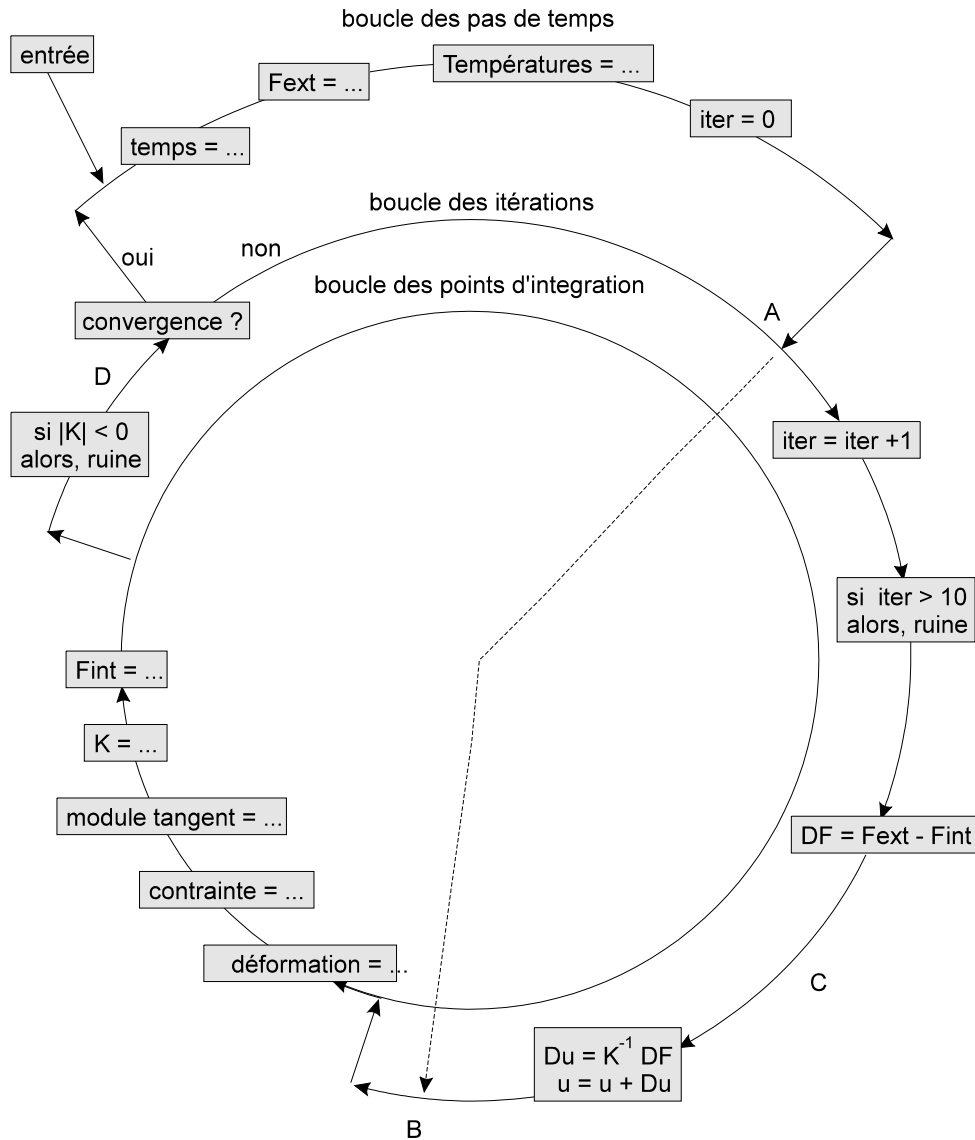 boucle des pas de temps
entrée
Températures = ...
Fext = ...
iter = 0
temps = ...
boucle des itérations
non
oui
boucle des points d'integration
convergence ?
A
D
si |K| < 0
alors, ruine
iter = iter +1
si iter > 10
alors, ruine
Fint = ...
K = ...
module tangent = ...
DF = Fext - Fint
contrainte = ...
déformation = ...
C
Du = K⁻¹ DF
u = u + Du
B